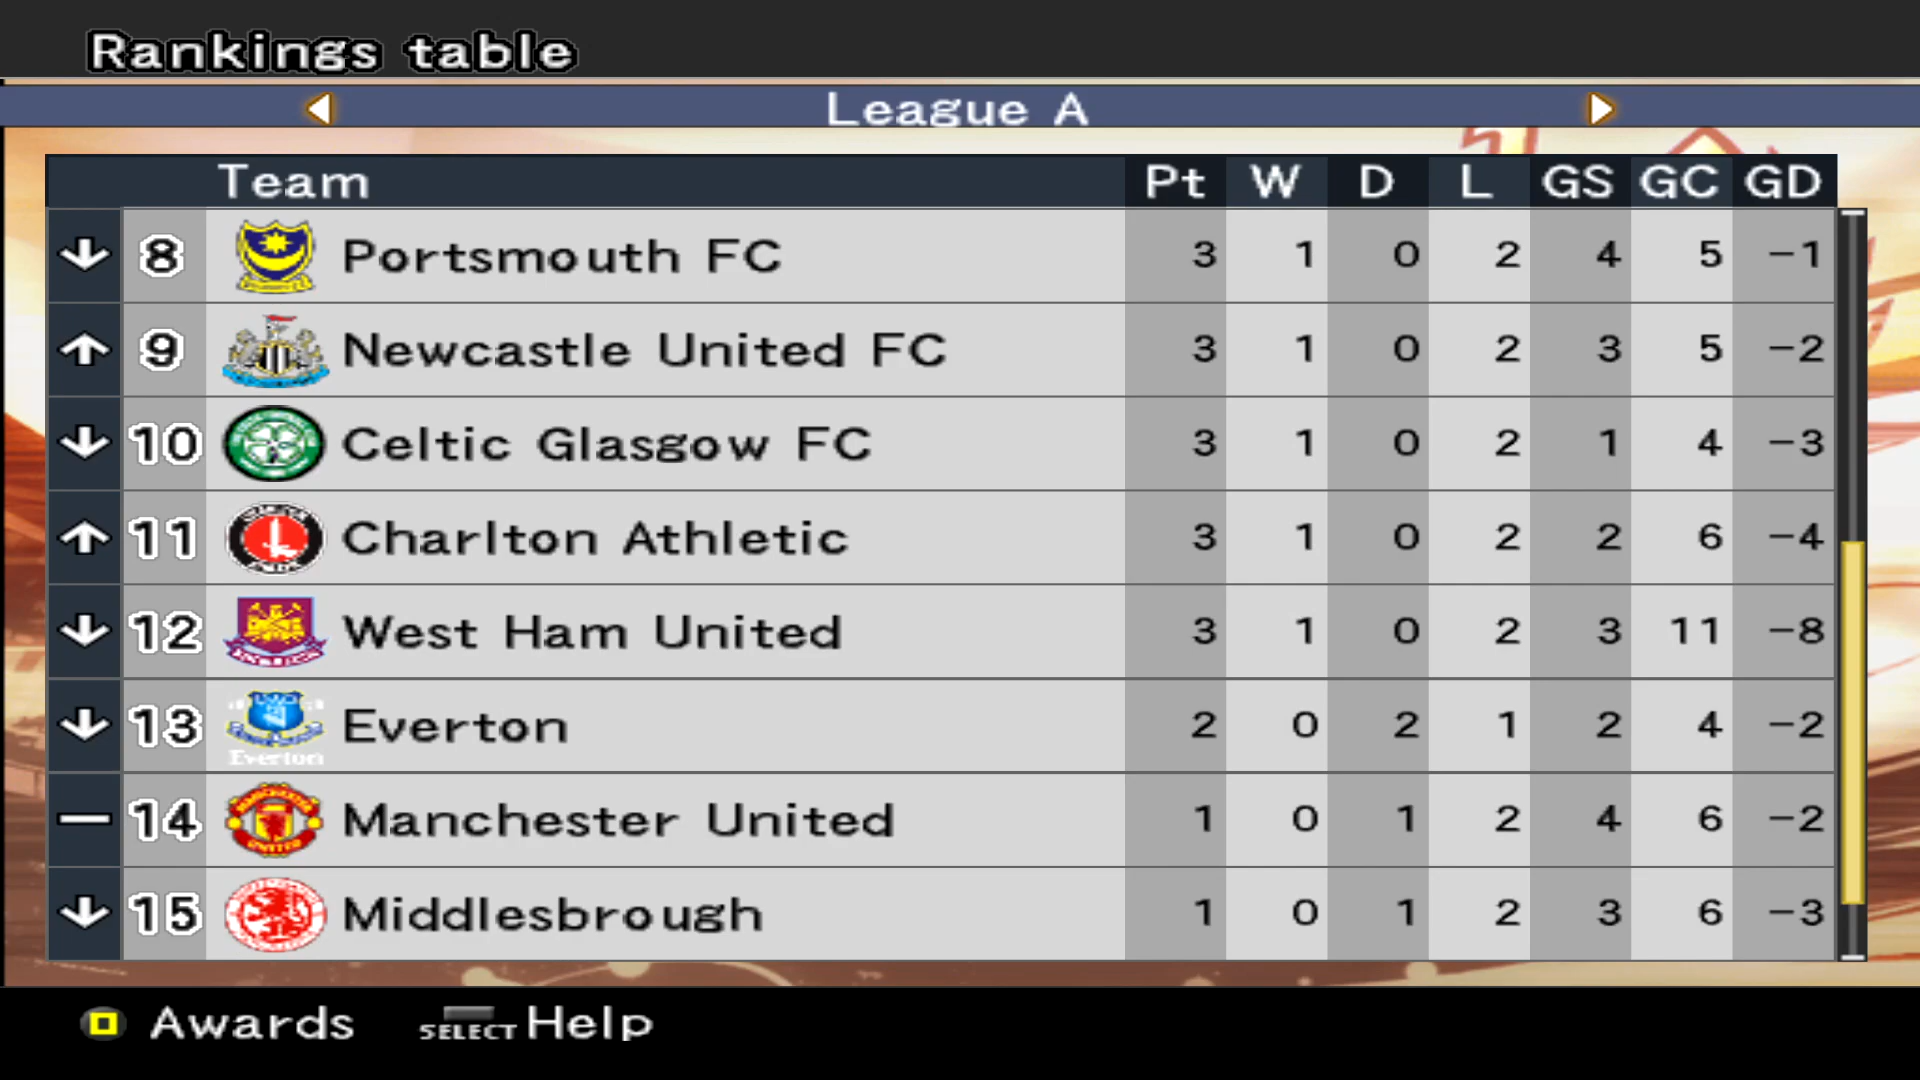 Rankings table
League A
Team Pt W D L GS GC GD
8 Portsmouth FC 3 1 0 2 4 5 −1
9 Newcastle United FC 3 1 0 2 3 5 −2
10 Celtic Glasgow FC 3 1 0 2 1 4 −3
11 Charlton Athletic 3 1 0 2 2 6 −4
12 West Ham United 3 1 0 2 3 11 −8
13 Everton 2 0 2 1 2 4 −2
Everton
14 Manchester United 1 0 1 2 4 6 −2
MANCHESTER
UNITED
15 Middlesbrough 1 0 1 2 3 6 −3
Awards SELECT Help